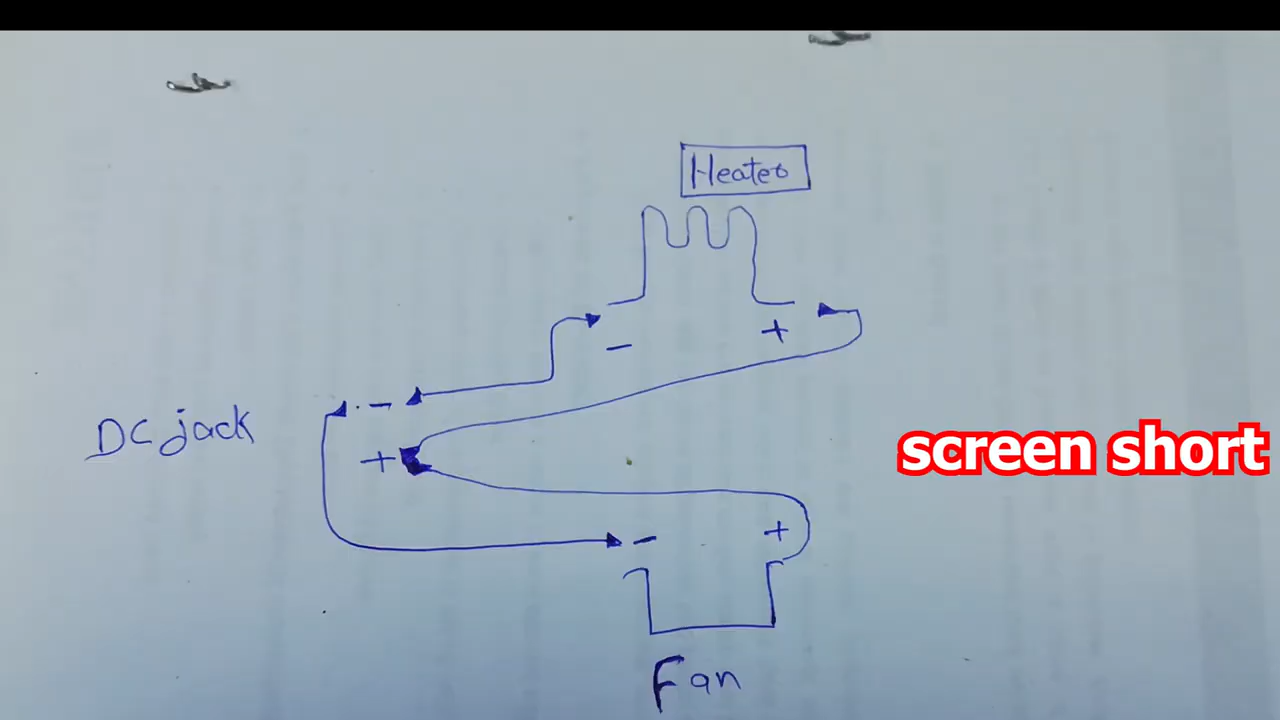 Heater
- +
DC jack
-
+
screen short
- +
Fan